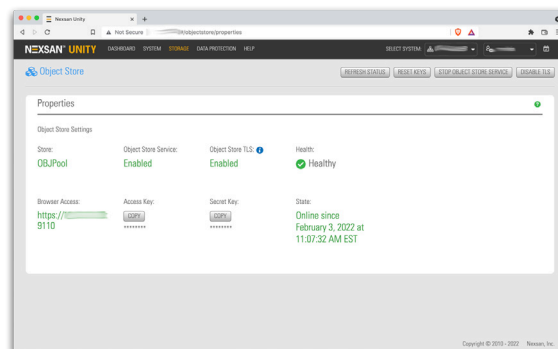 Nexsan Unity
Not Secure
/#/objectstore/properties
NEXSAN® UNITY DASHBOARD SYSTEM STORAGE DATA PROTECTION HELP SELECT SYSTEM:
Object Store REFRESH STATUS RESET KEYS STOP OBJECT STORE SERVICE DISABLE TLS
Properties
Object Store Settings
Store: Object Store Service: Object Store TLS: Health:
OBJPool Enabled Enabled Healthy
Browser Access: Access Key: Secret Key: State:
https:// COPY COPY Online since
9110 ******** ******** February 3, 2022 at
11:07:32 AM EST
Copyright © 2010 - 2022 Nexsan, Inc.